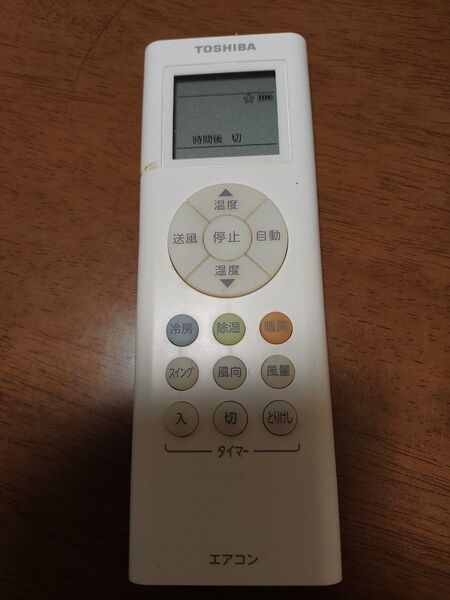 TOSHIBA
時間後 切
▲
温度
送風 停止 自動
温度
▼
冷房 除湿 暖房
スイング 風向 風量
入 切 とりけし
タイマー
エアコン